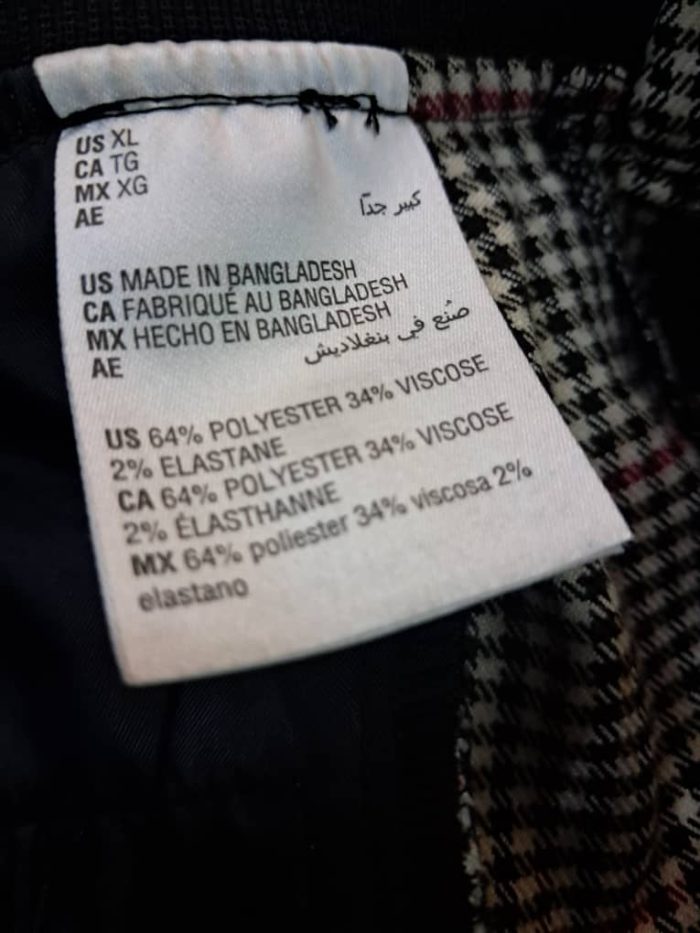 US XL
CA TG
MX XG
AE كبير جدًا
US MADE IN BANGLADESH
CA FABRIQUÉ AU BANGLADESH
MX HECHO EN BANGLADESH
AE صُنع في بنغلاديش
US 64% POLYESTER 34% VISCOSE
2% ELASTANE
CA 64% POLYESTER 34% VISCOSE
2% ÉLASTHANNE
MX 64% poliester 34% viscosa 2%
elastano